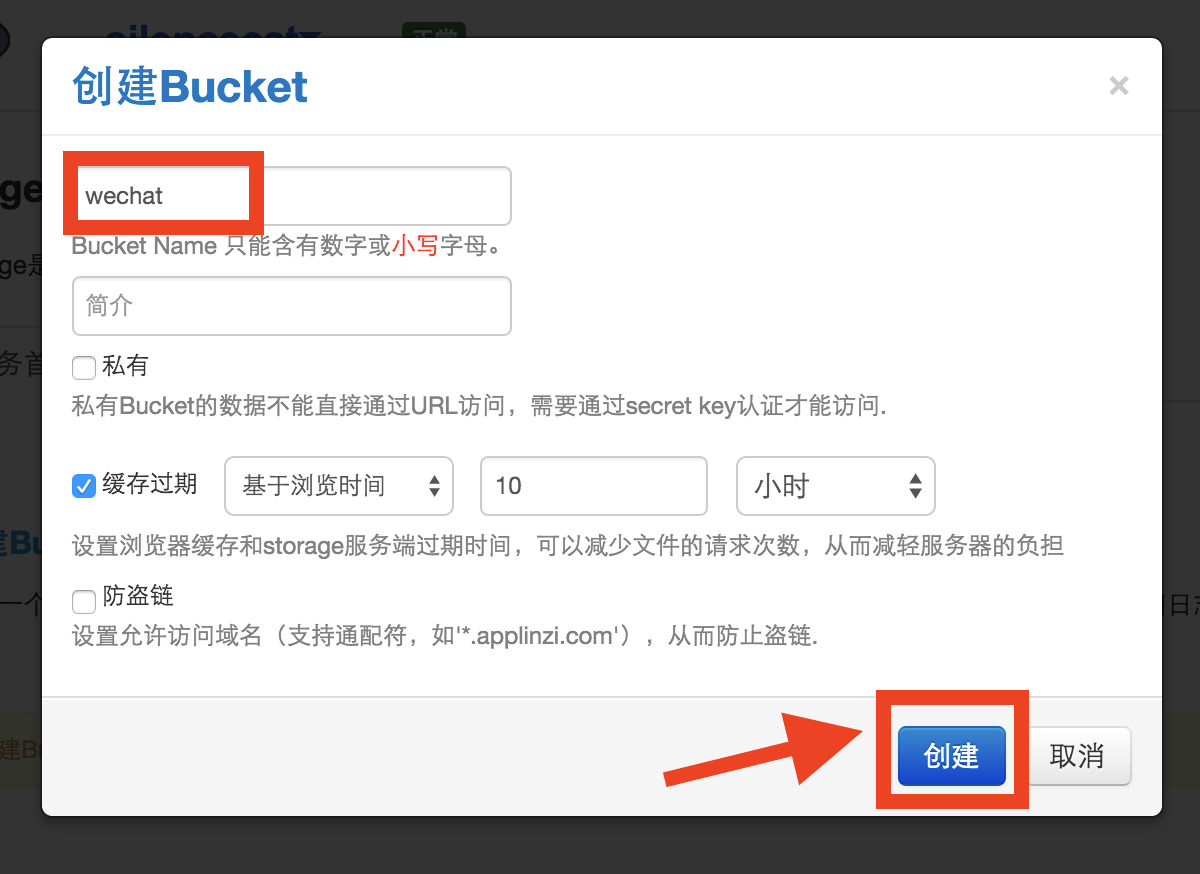 创建Bucket
×
wechat
Bucket Name 只能含有数字或小写字母。
简介
私有
私有Bucket的数据不能直接通过URL访问，需要通过secret key认证才能访问.
缓存过期 基于浏览时间 10 小时
设置浏览器缓存和storage服务端过期时间，可以减少文件的请求次数，从而减轻服务器的负担
防盗链
设置允许访问域名（支持通配符，如'*.applinzi.com'），从而防止盗链.
创建 取消